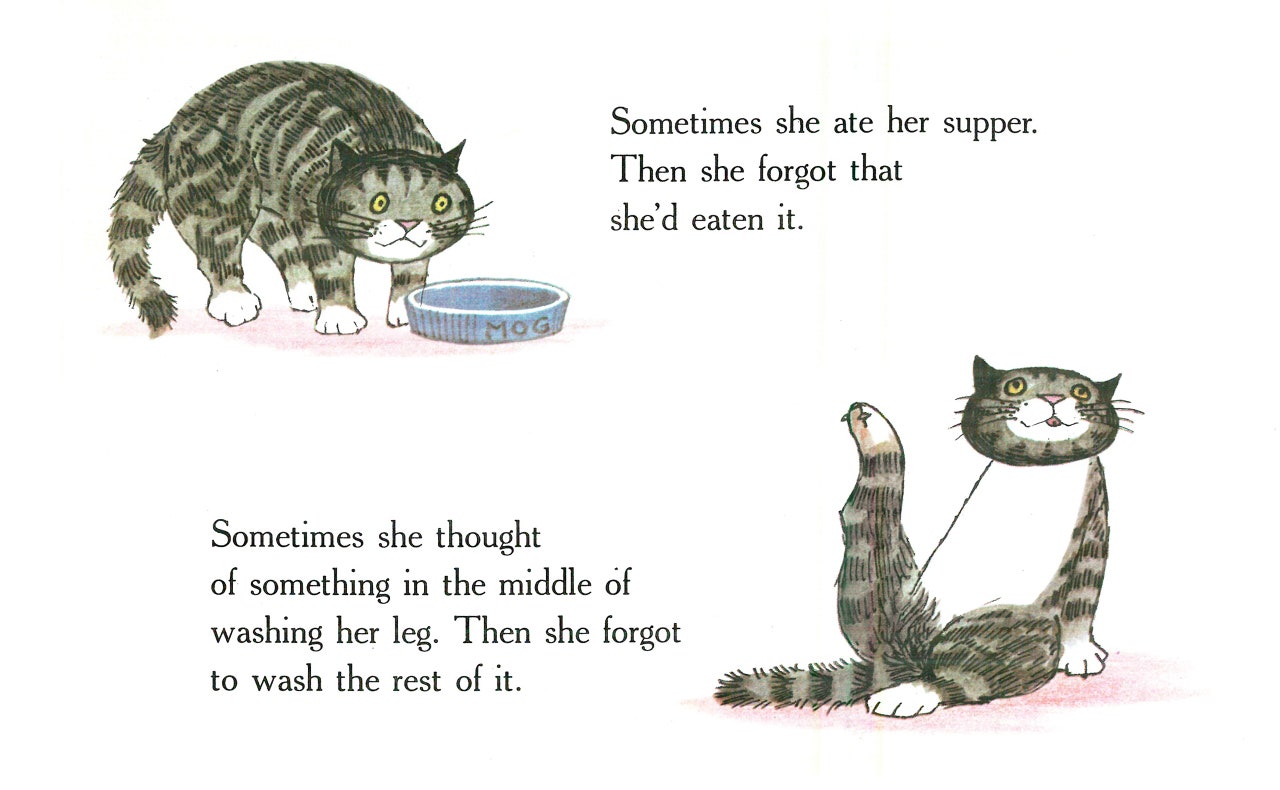 Sometimes she ate her supper.
Then she forgot that
she'd eaten it.
MOG
Sometimes she thought
of something in the middle of
washing her leg. Then she forgot
to wash the rest of it.